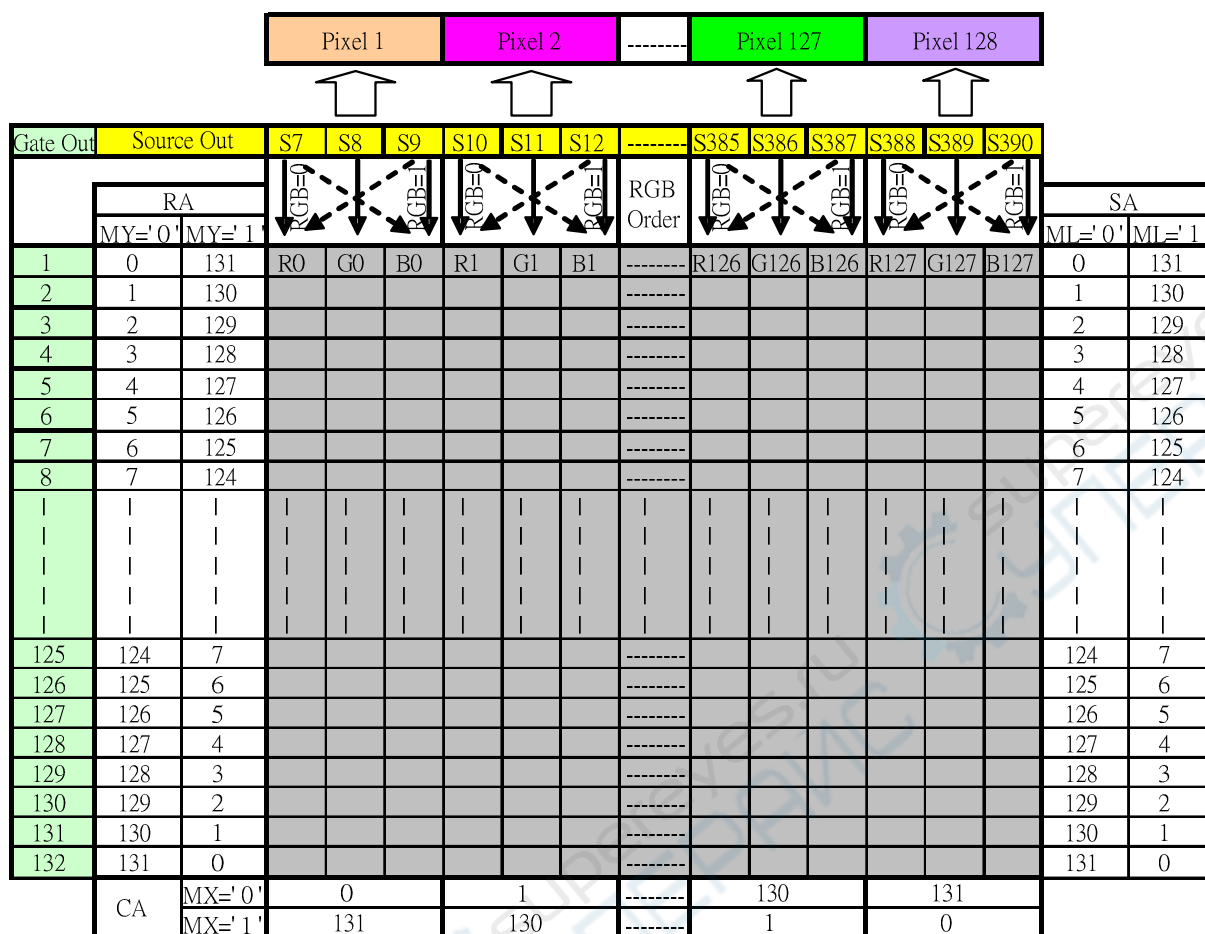 Pixel 1 Pixel 2 -------- Pixel 127 Pixel 128
Gate Out Source Out S7 S8 S9 S10 S11 S12 -------- S385 S386 S387 S388 S389 S390
RGB=0 RGB=1 RGB=0 RGB=1 RGB Order RGB=0 RGB=1 RGB=0 RGB=1
RA SA
MY='0' MY='1' ML='0' ML='1
1 0 131 R0 G0 B0 R1 G1 B1 -------- R126 G126 B126 R127 G127 B127 0 131
2 1 130 -------- 1 130
3 2 129 -------- 2 129
4 3 128 -------- 3 128
5 4 127 -------- 4 127
6 5 126 -------- 5 126
7 6 125 -------- 6 125
8 7 124 -------- 7 124
125 124 7 -------- 124 7
126 125 6 -------- 125 6
127 126 5 -------- 126 5
128 127 4 -------- 127 4
129 128 3 -------- 128 3
130 129 2 -------- 129 2
131 130 1 -------- 130 1
132 131 0 -------- 131 0
CA MX='0' 0 1 -------- 130 131
MX='1' 131 130 -------- 1 0